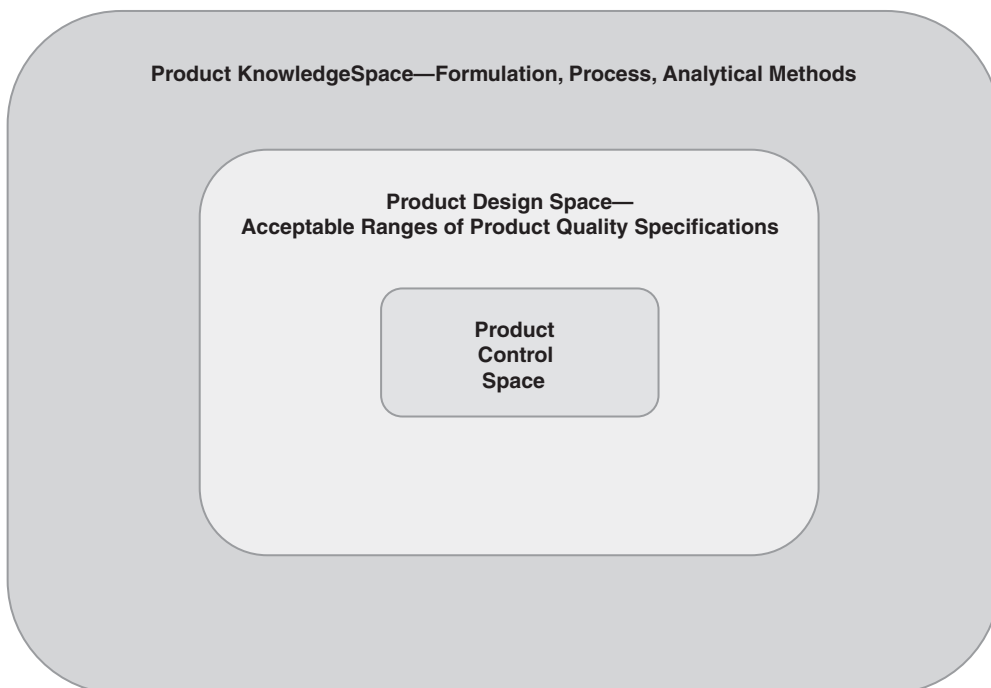 Product KnowledgeSpace—Formulation, Process, Analytical Methods
Product Design Space—
Acceptable Ranges of Product Quality Specifications
Product
Control
Space